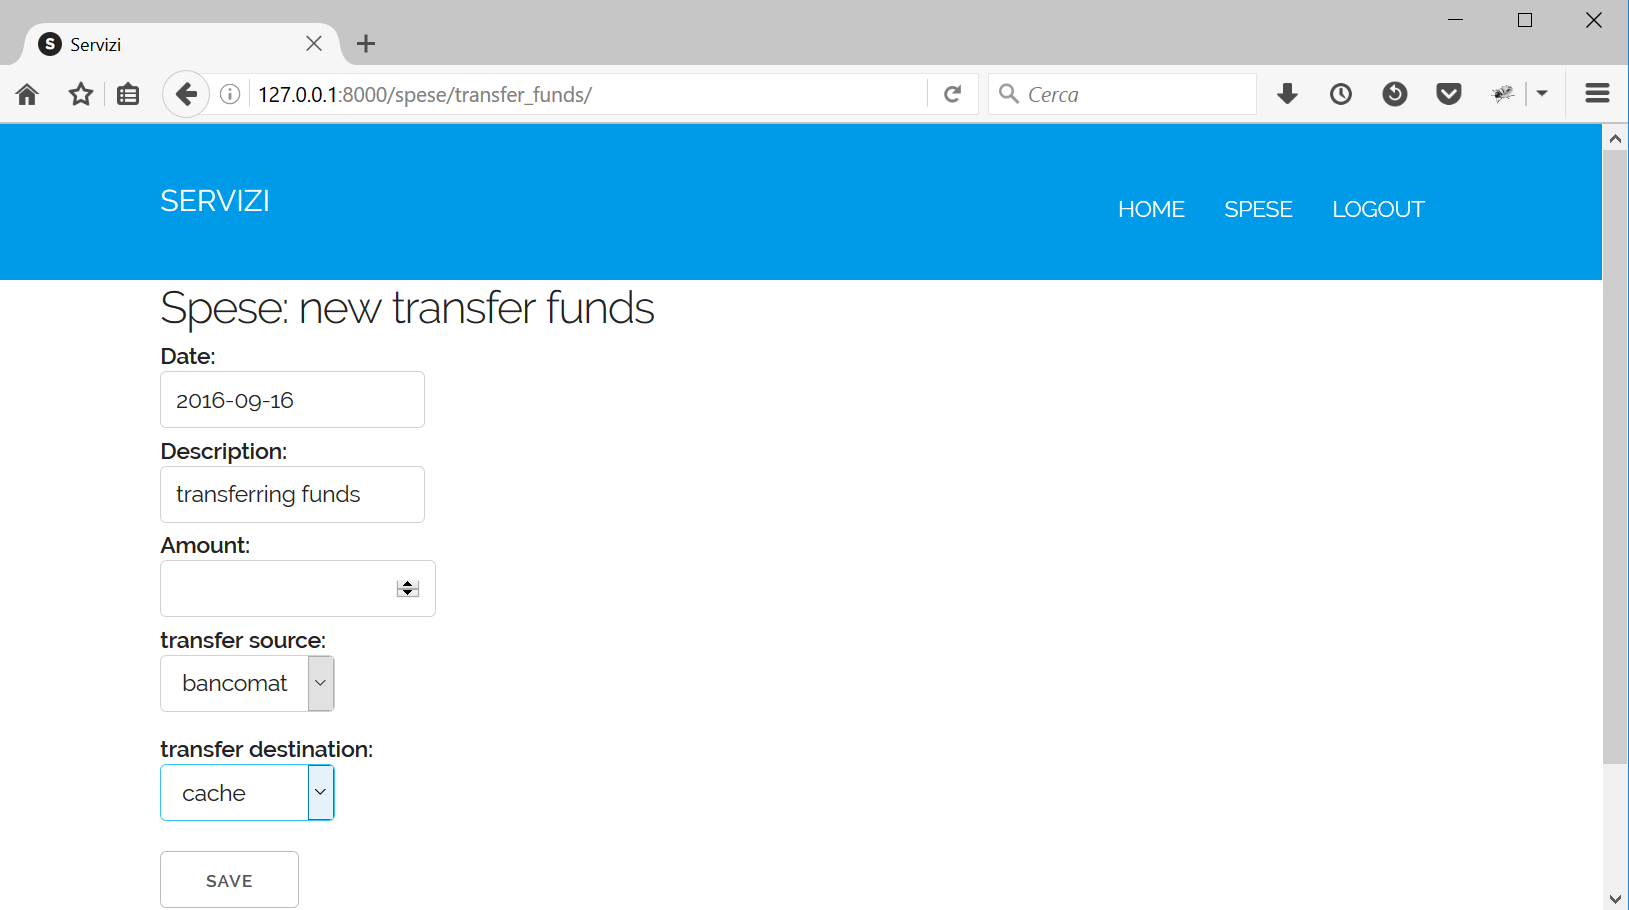 Servizi
127.0.0.1:8000/spese/transfer_funds/
Cerca
SERVIZI
HOME SPESE LOGOUT
Spese: new transfer funds
Date:
2016-09-16
Description:
transferring funds
Amount:
transfer source:
bancomat
transfer destination:
cache
SAVE